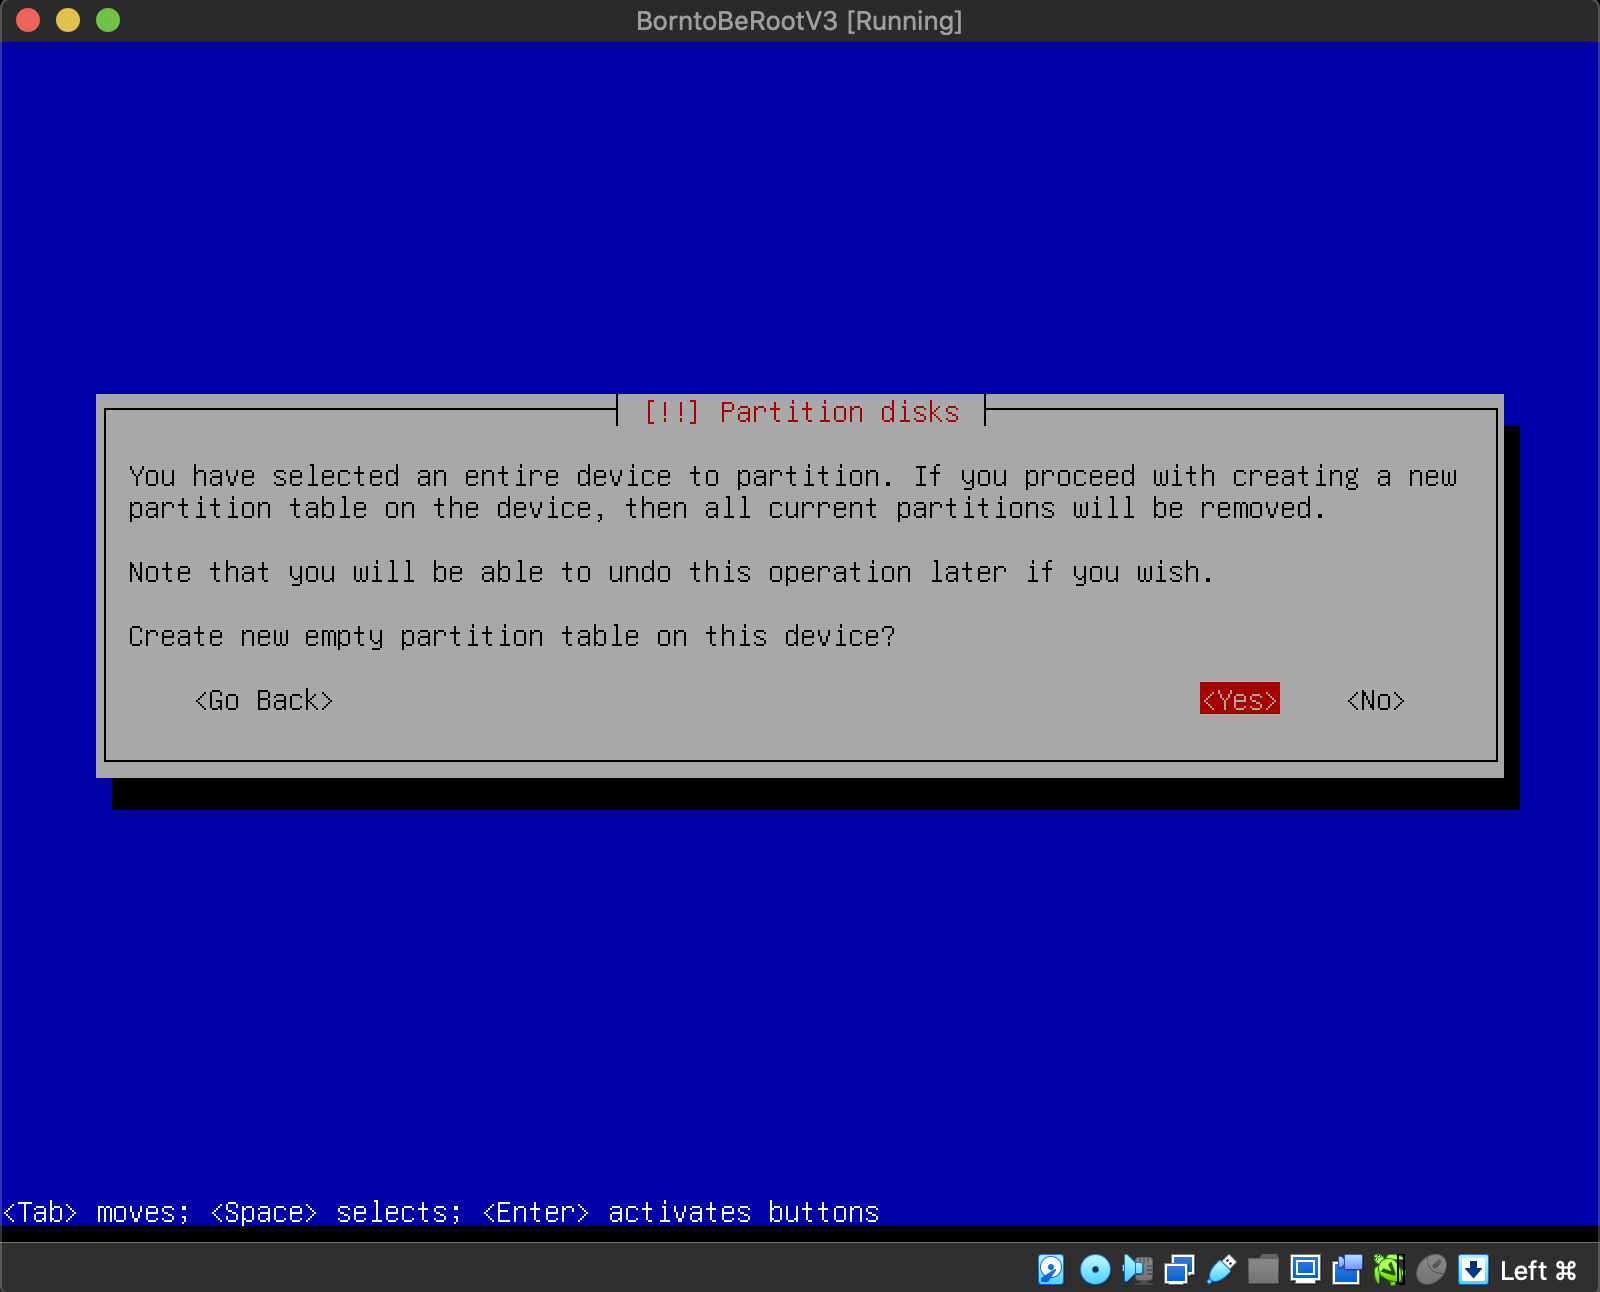 BorntoBeRootV3 [Running]
[!!] Partition disks
You have selected an entire device to partition. If you proceed with creating a new
partition table on the device, then all current partitions will be removed.
Note that you will be able to undo this operation later if you wish.
Create new empty partition table on this device?
<Go Back> <Yes> <No>
<Tab> moves; <Space> selects; <Enter> activates buttons
Left ⌘